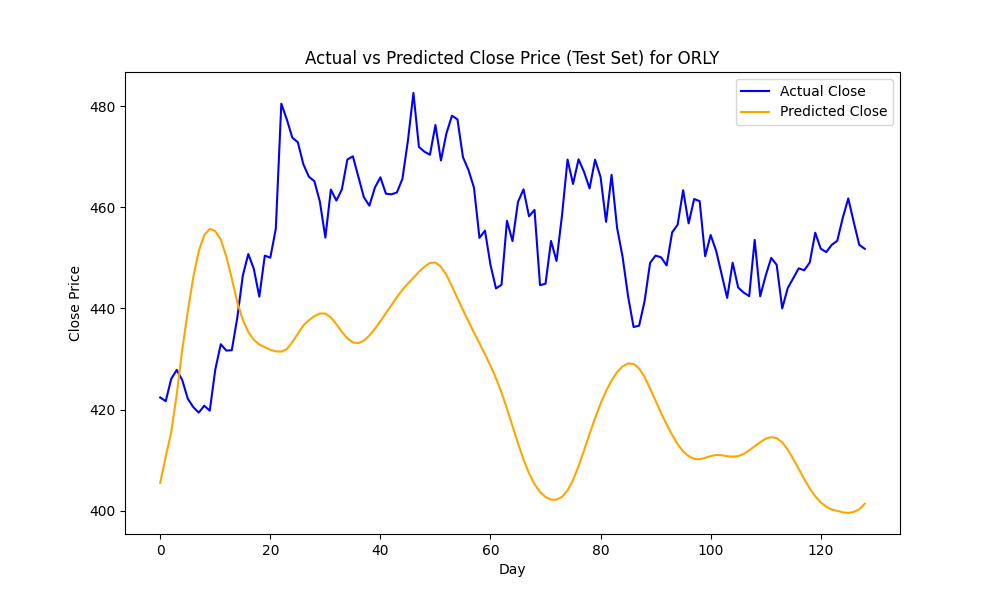 Actual vs Predicted Close Price (Test Set) for ORLY
Actual Close
Predicted Close
Close Price
480
460
440
420
400
0 20 40 60 80 100 120
Day